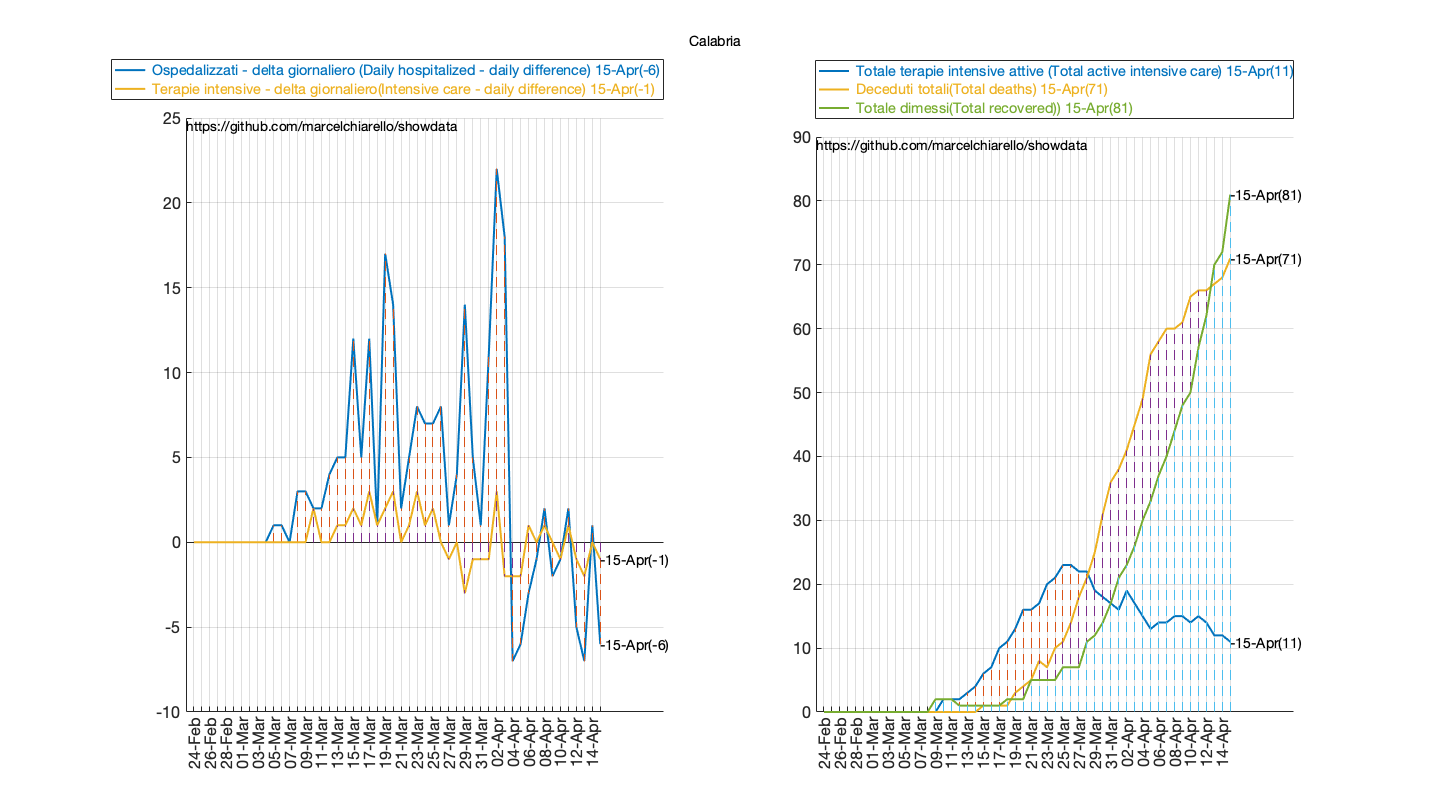 Calabria
Ospedalizzati - delta giornaliero (Daily hospitalized - daily difference) 15-Apr(-6)
Terapie intensive - delta giornaliero(Intensive care - daily difference) 15-Apr(-1)
https://github.com/marcelchiarello/showdata
25
20
15
10
5
0
-5
-10
15-Apr(-1)
15-Apr(-6)
24-Feb
26-Feb
28-Feb
01-Mar
03-Mar
05-Mar
07-Mar
09-Mar
11-Mar
13-Mar
15-Mar
17-Mar
19-Mar
21-Mar
23-Mar
25-Mar
27-Mar
29-Mar
31-Mar
02-Apr
04-Apr
06-Apr
08-Apr
10-Apr
12-Apr
14-Apr
Totale terapie intensive attive (Total active intensive care) 15-Apr(11)
Deceduti totali(Total deaths) 15-Apr(71)
Totale dimessi(Total recovered)) 15-Apr(81)
https://github.com/marcelchiarello/showdata
90
80
70
60
50
40
30
20
10
0
15-Apr(81)
15-Apr(71)
15-Apr(11)
24-Feb
26-Feb
28-Feb
01-Mar
03-Mar
05-Mar
07-Mar
09-Mar
11-Mar
13-Mar
15-Mar
17-Mar
19-Mar
21-Mar
23-Mar
25-Mar
27-Mar
29-Mar
31-Mar
02-Apr
04-Apr
06-Apr
08-Apr
10-Apr
12-Apr
14-Apr